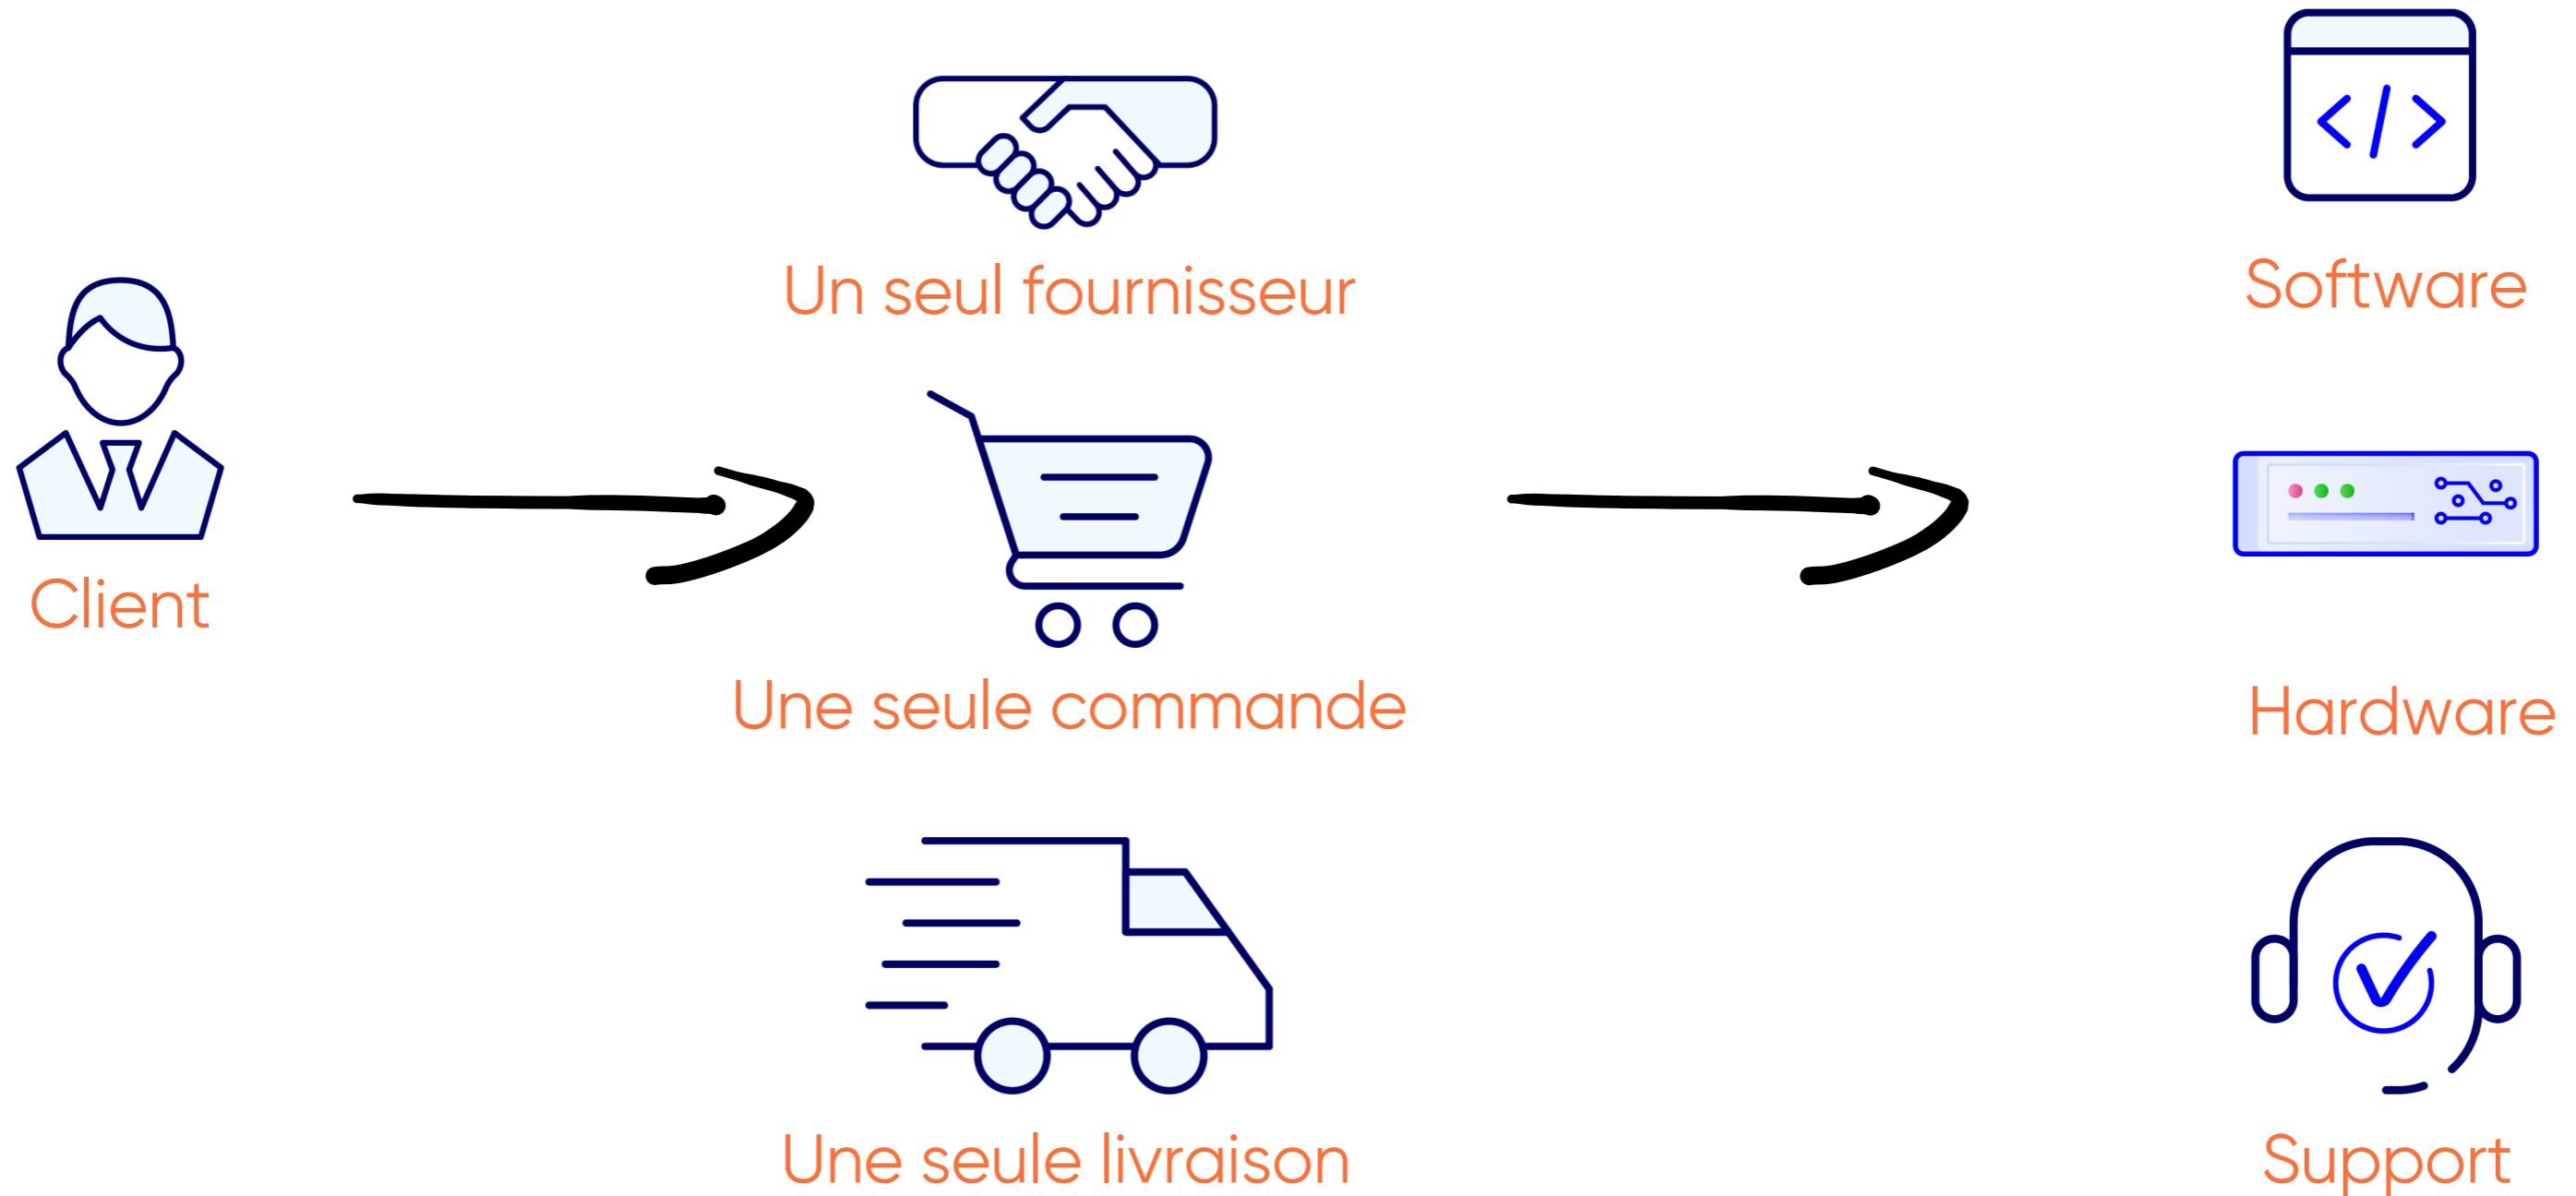 Client
Un seul fournisseur
Une seule commande
Une seule livraison
Software
Hardware
Support